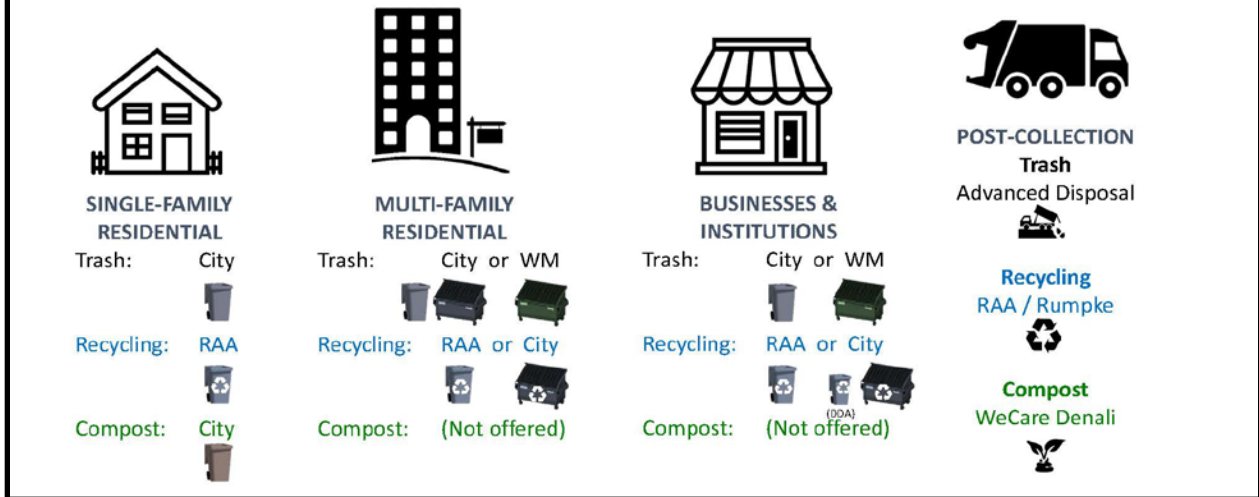 SINGLE-FAMILY
RESIDENTIAL
Trash: City
Recycling: RAA
Compost: City
MULTI-FAMILY
RESIDENTIAL
Trash: City or WM
Recycling: RAA or City
Compost: (Not offered)
BUSINESSES &
INSTITUTIONS
Trash: City or WM
Recycling: RAA or City
(DDA)
Compost: (Not offered)
POST-COLLECTION
Trash
Advanced Disposal
Recycling
RAA / Rumpke
Compost
WeCare Denali